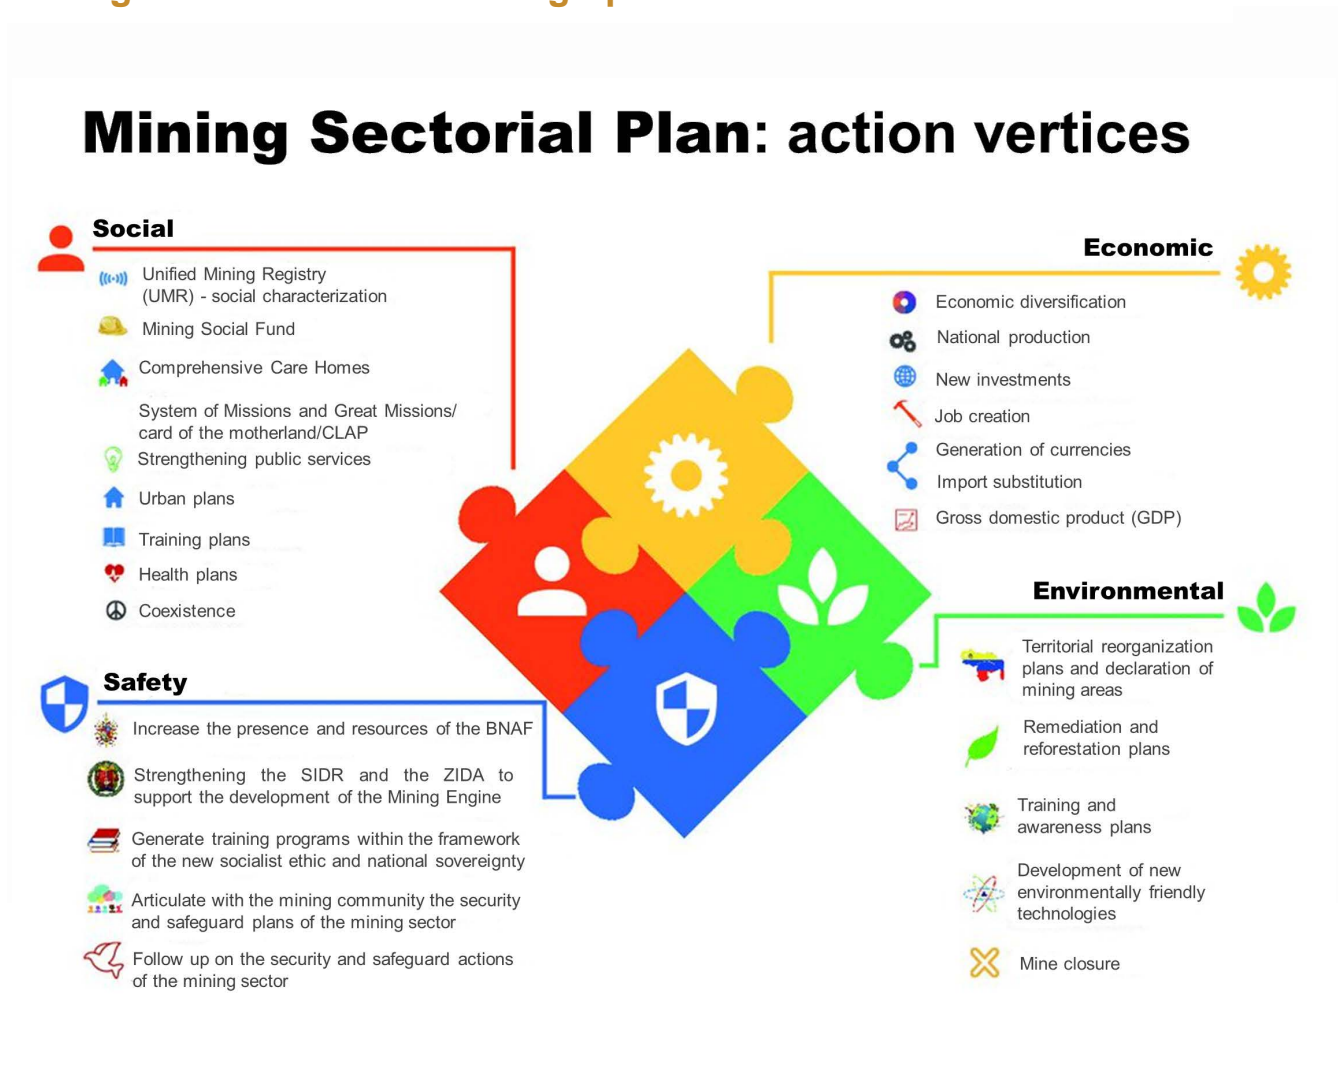 Mining Sectorial Plan: action vertices
Social
Unified Mining Registry
(UMR) - social characterization
Mining Social Fund
Comprehensive Care Homes
System of Missions and Great Missions/
card of the motherland/CLAP
Strengthening public services
Urban plans
Training plans
Health plans
Coexistence
Economic
Economic diversification
National production
New investments
Job creation
Generation of currencies
Import substitution
Gross domestic product (GDP)
Safety
Increase the presence and resources of the BNAF
Strengthening the SIDR and the ZIDA to
support the development of the Mining Engine
Generate training programs within the framework
of the new socialist ethic and national sovereignty
Articulate with the mining community the security
and safeguard plans of the mining sector
Follow up on the security and safeguard actions
of the mining sector
Environmental
Territorial reorganization
plans and declaration of
mining areas
Remediation and
reforestation plans
Training and
awareness plans
Development of new
environmentally friendly
technologies
Mine closure